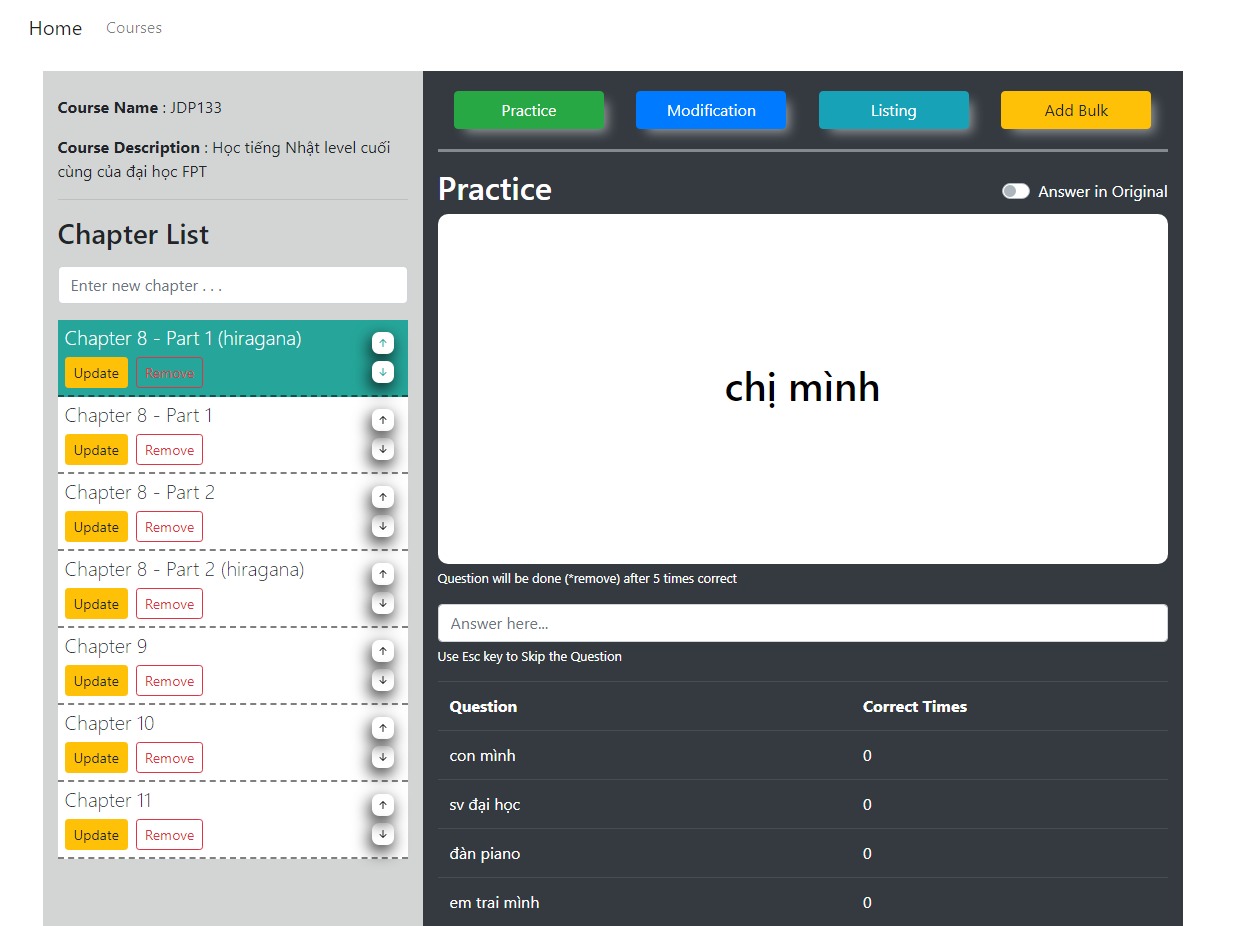 Home Courses
Course Name : JDP133
Course Description : Học tiếng Nhật level cuối
cùng của đại học FPT
Chapter List
Enter new chapter . . .
Chapter 8 - Part 1 (hiragana)
↑
Update Remove
↓
Chapter 8 - Part 1
↑
Update Remove
↓
Chapter 8 - Part 2
↑
Update Remove
↓
Chapter 8 - Part 2 (hiragana)
↑
Update Remove
↓
Chapter 9
↑
Update Remove
↓
Chapter 10
↑
Update Remove
↓
Chapter 11
↑
Update Remove
↓
Practice Modification Listing Add Bulk
Practice
Answer in Original
chị mình
Question will be done (*remove) after 5 times correct
Answer here...
Use Esc key to Skip the Question
Question Correct Times
con mình 0
sv đại học 0
đàn piano 0
em trai mình 0